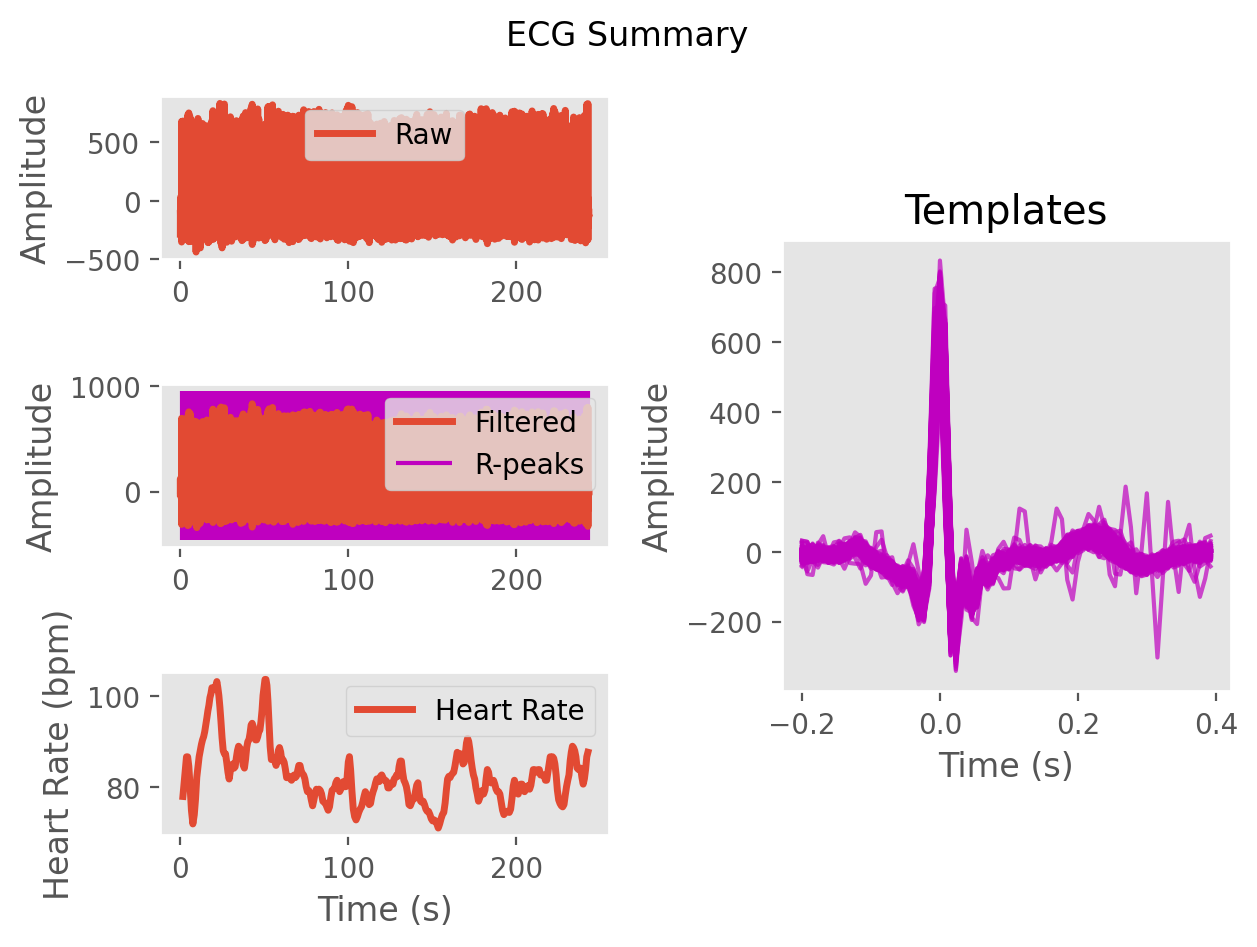 ECG Summary
Amplitude
500
0
−500
Raw
0 100 200
Amplitude
1000
0
Filtered
R-peaks
0 100 200
Heart Rate (bpm)
100
80
Heart Rate
0 100 200
Time (s)
Templates
Amplitude
800
600
400
200
0
−200
−0.2 0.0 0.2 0.4
Time (s)